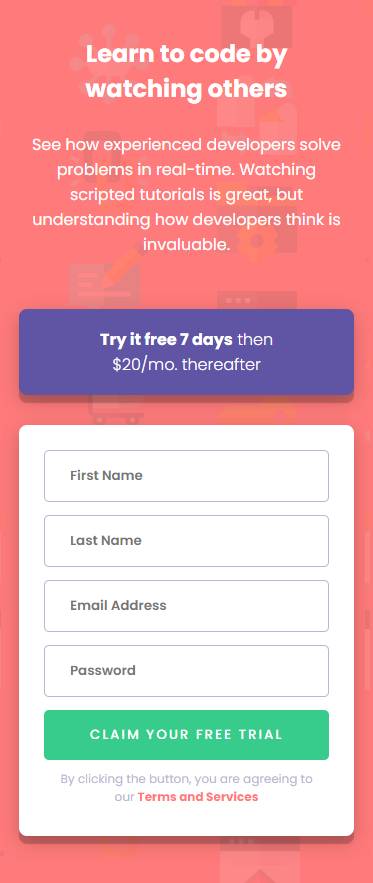 Learn to code by
watching others
See how experienced developers solve
problems in real-time. Watching
scripted tutorials is great, but
understanding how developers think is
invaluable.
Try it free 7 days then
$20/mo. thereafter
First Name
Last Name
Email Address
Password
CLAIM YOUR FREE TRIAL
By clicking the button, you are agreeing to
our Terms and Services